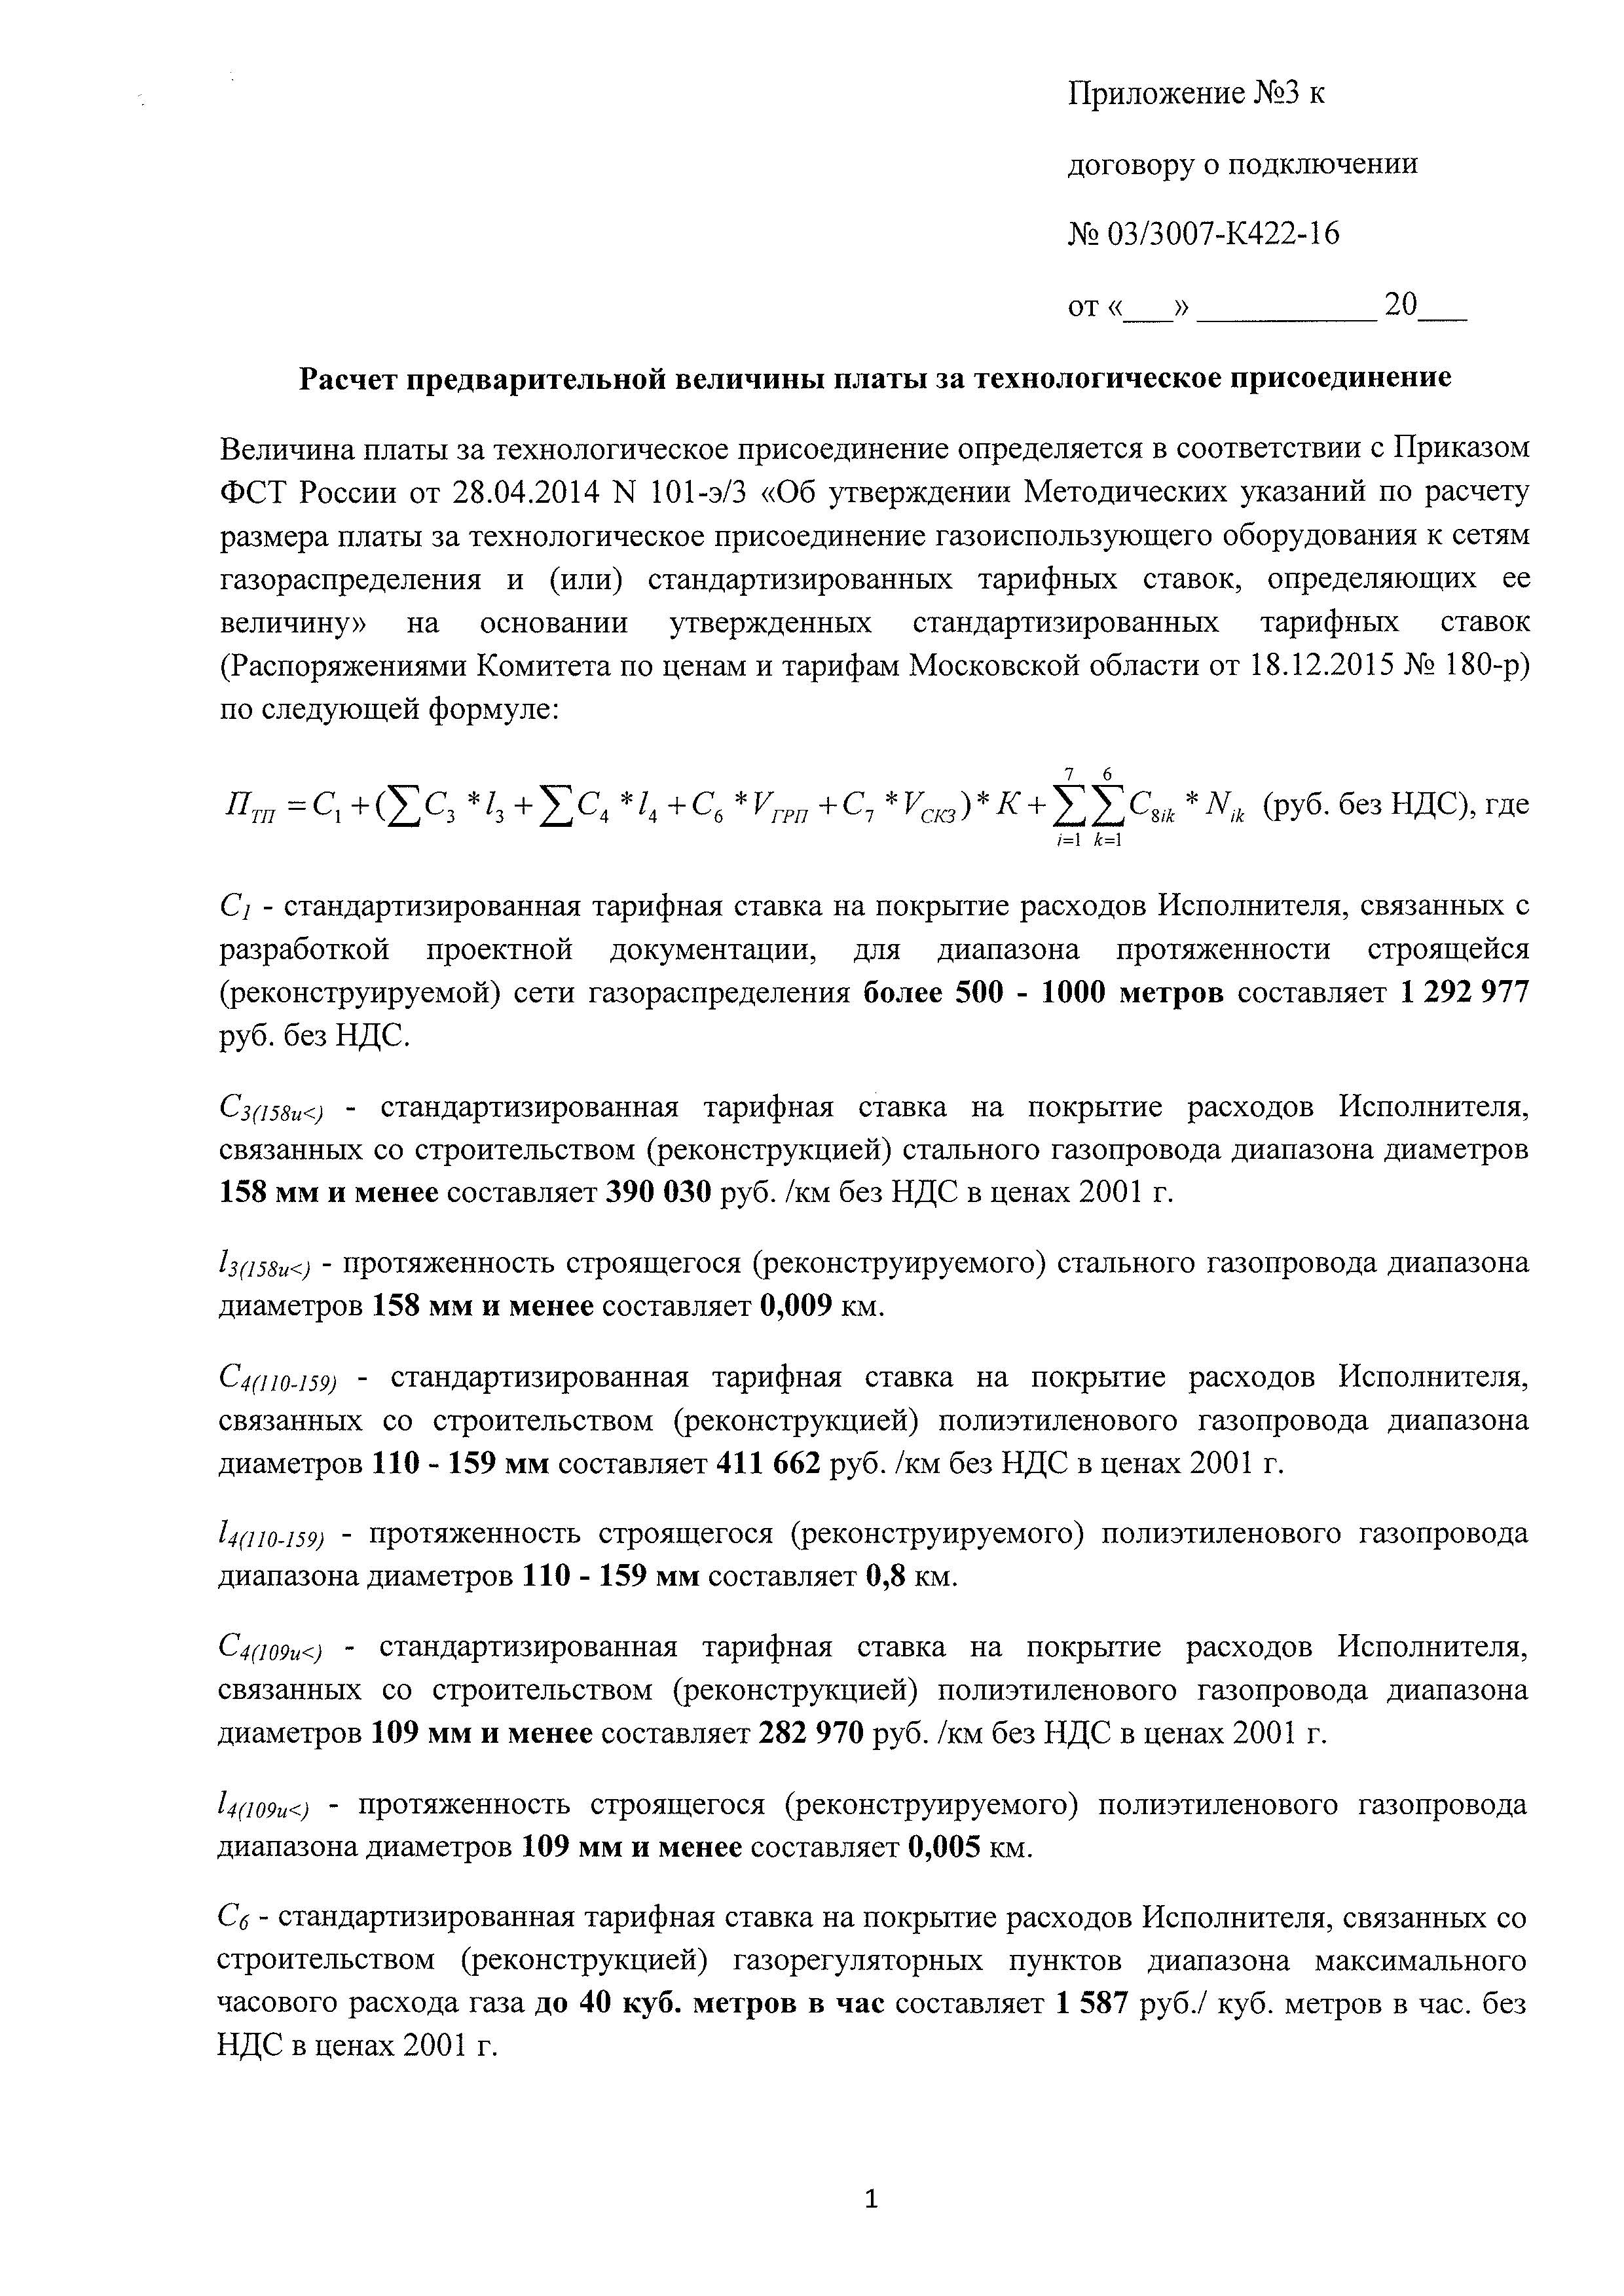 Приложение №3 к
договору о подключении
№ 03/3007-К422-16
от «___» ___________ 20___
Расчет предварительной величины платы за технологическое присоединение
Величина платы за технологическое присоединение определяется в соответствии с Приказом
ФСТ России от 28.04.2014 N 101-э/3 «Об утверждении Методических указаний по расчету
размера платы за технологическое присоединение газоиспользующего оборудования к сетям
газораспределения и (или) стандартизированных тарифных ставок, определяющих ее
величину» на основании утвержденных стандартизированных тарифных ставок
(Распоряжениями Комитета по ценам и тарифам Московской области от 18.12.2015 № 180-р)
по следующей формуле:
П_ТП = C_1 + (∑C_3 * l_3 + ∑C_4 * l_4 + C_6 * V_ГРП + C_7 * V_СКЗ) * K + ∑_{i=1}^{7} ∑_{k=1}^{6} C_{8ik} * N_{ik} (руб. без НДС), где
C1 - стандартизированная тарифная ставка на покрытие расходов Исполнителя, связанных с
разработкой проектной документации, для диапазона протяженности строящейся
(реконструируемой) сети газораспределения более 500 - 1000 метров составляет 1 292 977
руб. без НДС.
C3(158и<) - стандартизированная тарифная ставка на покрытие расходов Исполнителя,
связанных со строительством (реконструкцией) стального газопровода диапазона диаметров
158 мм и менее составляет 390 030 руб. /км без НДС в ценах 2001 г.
l3(158и<) - протяженность строящегося (реконструируемого) стального газопровода диапазона
диаметров 158 мм и менее составляет 0,009 км.
C4(110-159) - стандартизированная тарифная ставка на покрытие расходов Исполнителя,
связанных со строительством (реконструкцией) полиэтиленового газопровода диапазона
диаметров 110 - 159 мм составляет 411 662 руб. /км без НДС в ценах 2001 г.
l4(110-159) - протяженность строящегося (реконструируемого) полиэтиленового газопровода
диапазона диаметров 110 - 159 мм составляет 0,8 км.
C4(109и<) - стандартизированная тарифная ставка на покрытие расходов Исполнителя,
связанных со строительством (реконструкцией) полиэтиленового газопровода диапазона
диаметров 109 мм и менее составляет 282 970 руб. /км без НДС в ценах 2001 г.
l4(109и<) - протяженность строящегося (реконструируемого) полиэтиленового газопровода
диапазона диаметров 109 мм и менее составляет 0,005 км.
C6 - стандартизированная тарифная ставка на покрытие расходов Исполнителя, связанных со
строительством (реконструкцией) газорегуляторных пунктов диапазона максимального
часового расхода газа до 40 куб. метров в час составляет 1 587 руб./ куб. метров в час. без
НДС в ценах 2001 г.
1